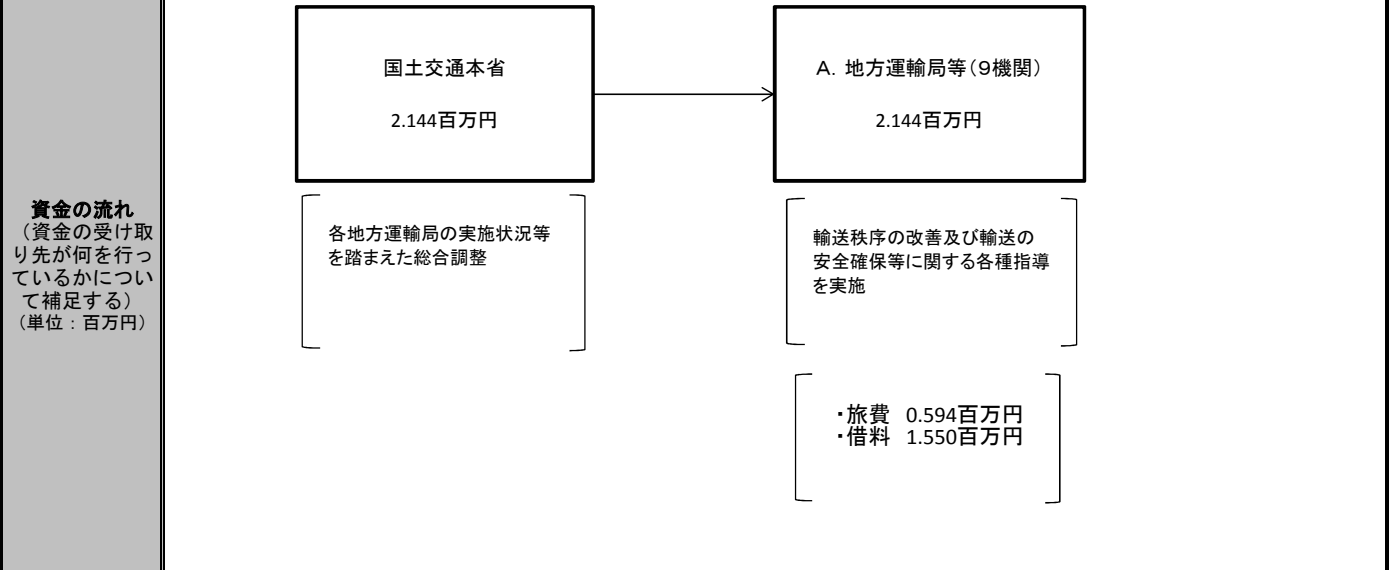 資金の流れ
（資金の受け取
り先が何を行っ
ているかについ
て補足する）
（単位：百万円）
国土交通本省
2.144百万円
各地方運輸局の実施状況等
を踏まえた総合調整
A．地方運輸局等（9機関）
2.144百万円
輸送秩序の改善及び輸送の
安全確保等に関する各種指導
を実施
・旅費 0.594百万円
・借料 1.550百万円